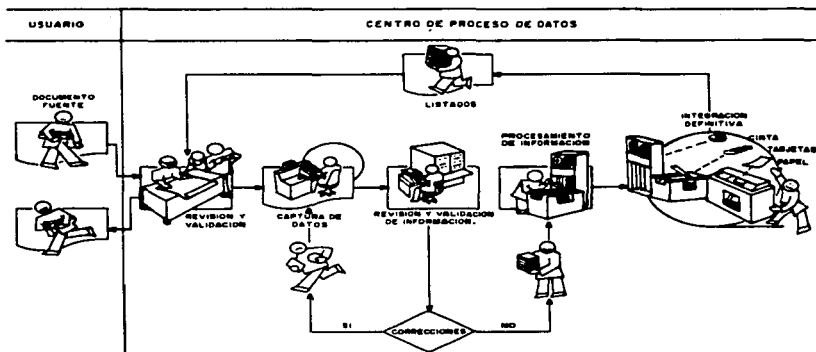 USUARIO
CENTRO DE PROCESO DE DATOS
LISTADOS
DOCUMENTO
FUENTE
REVISION Y
VALIDACION
CAPTURA DE
DATOS
REVISION Y VALIDACION
DE INFORMACION.
PROCESAMIENTO
DE INFORMACION
INTEGRACION
DEFINITIVA
CINTA
TARJETAS
PAPEL
SI
CORRECCIONES
NO